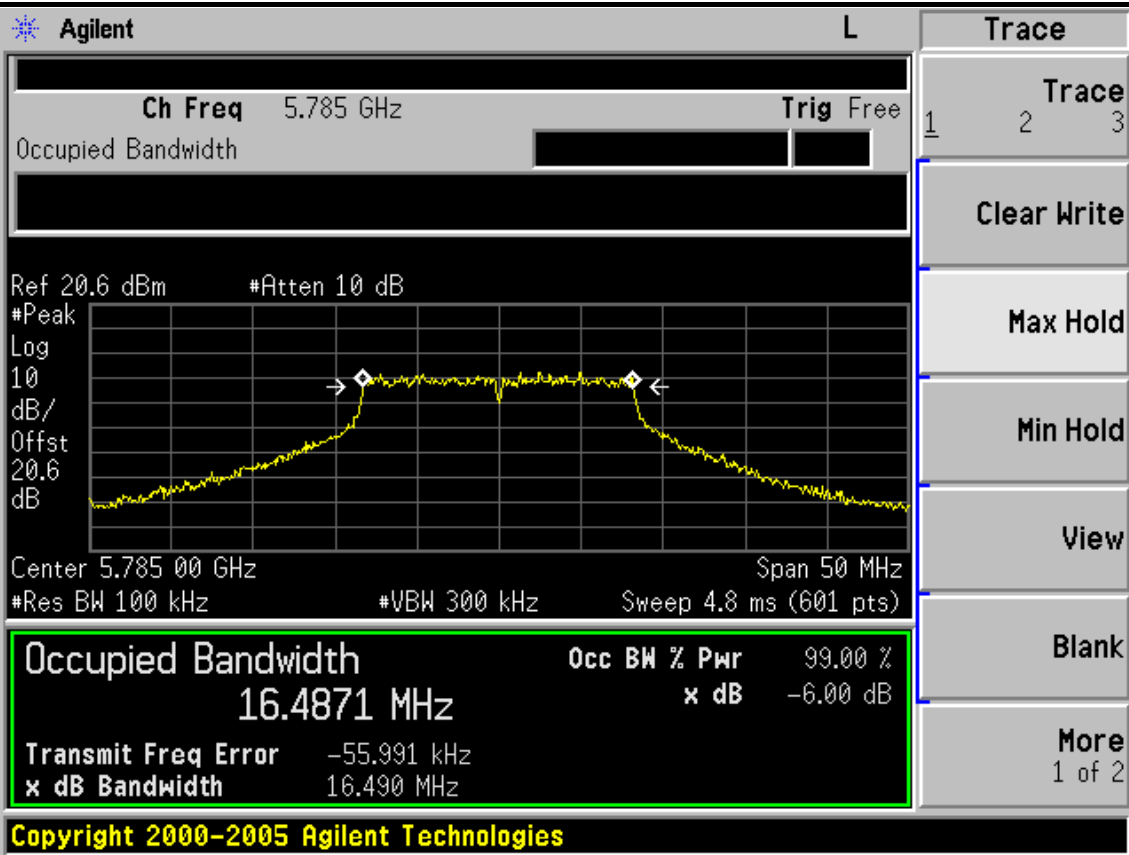 Agilent L Trace
Ch Freq 5.785 GHz Trig Free
Occupied Bandwidth
Trace
1 2 3
Clear Write
Ref 20.6 dBm #Atten 10 dB
#Peak
Log
10
dB/
Offst
20.6
dB
Max Hold
Min Hold
View
Center 5.785 00 GHz Span 50 MHz
#Res BW 100 kHz #VBW 300 kHz Sweep 4.8 ms (601 pts)
Blank
Occupied Bandwidth
16.4871 MHz
Occ BW % Pwr 99.00 %
x dB -6.00 dB
Transmit Freq Error -55.991 kHz
x dB Bandwidth 16.490 MHz
More
1 of 2
Copyright 2000-2005 Agilent Technologies